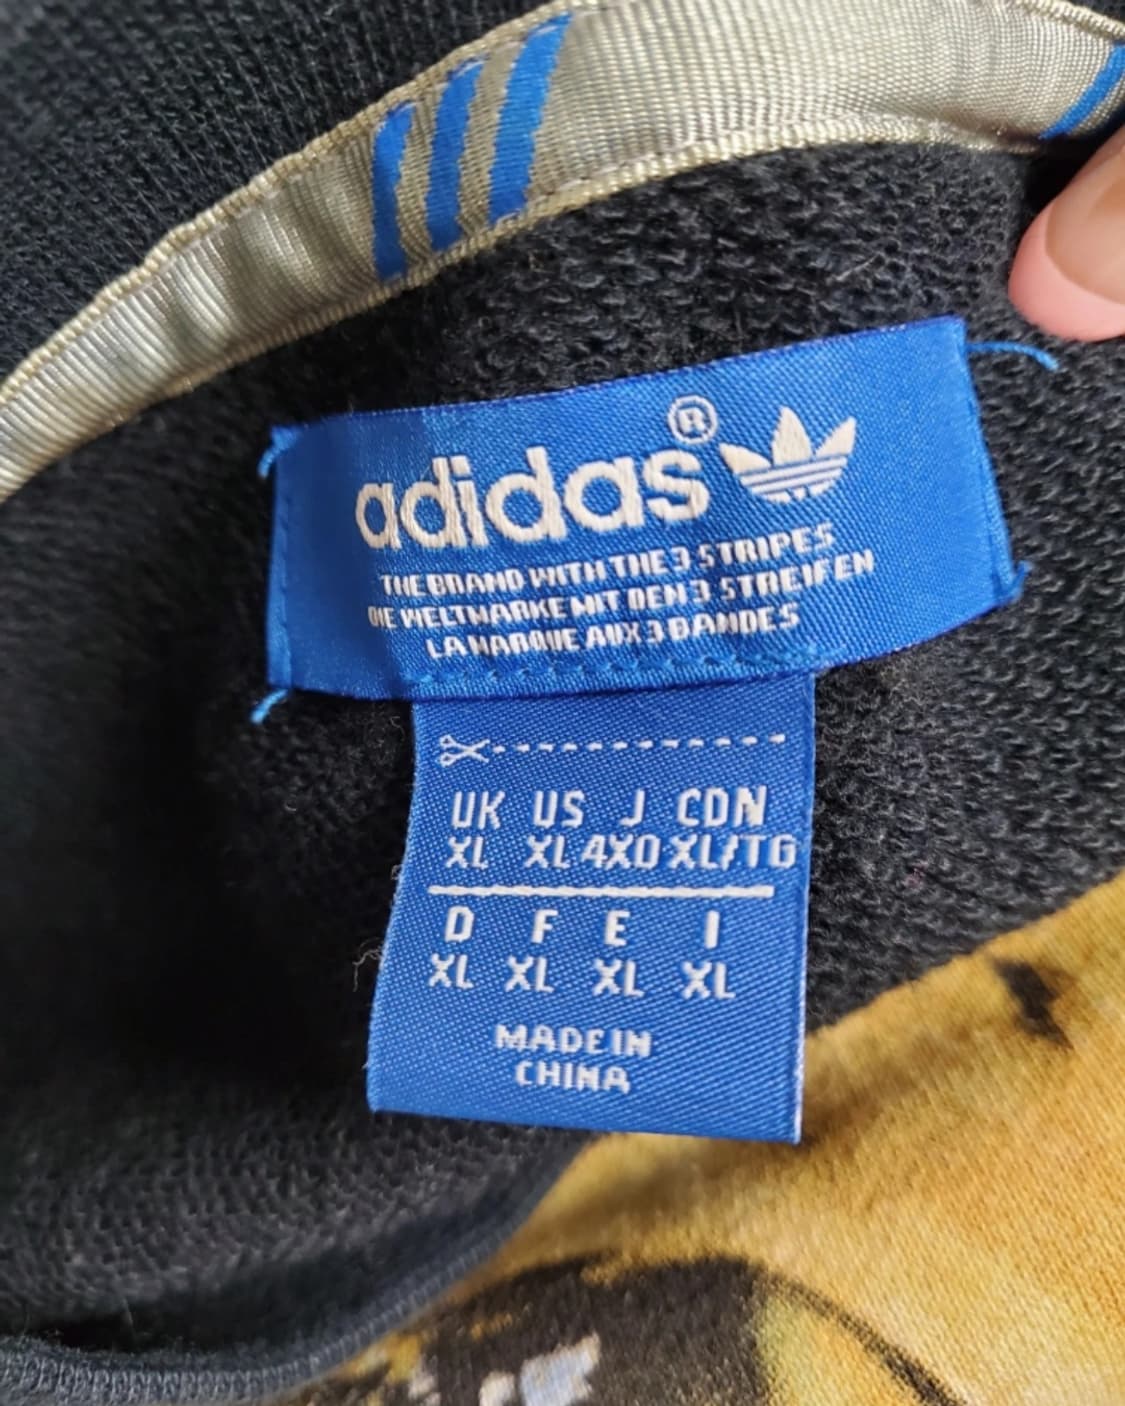 adidas®
THE BRAND WITH THE 3 STRIPES
DIE WELTMARKE MIT DEN 3 STREIFEN
LA MARQUE AUX 3 BANDES
UK US J CDN
XL XL 4XO XL/TG
D F E I
XL XL XL XL
MADE IN
CHINA